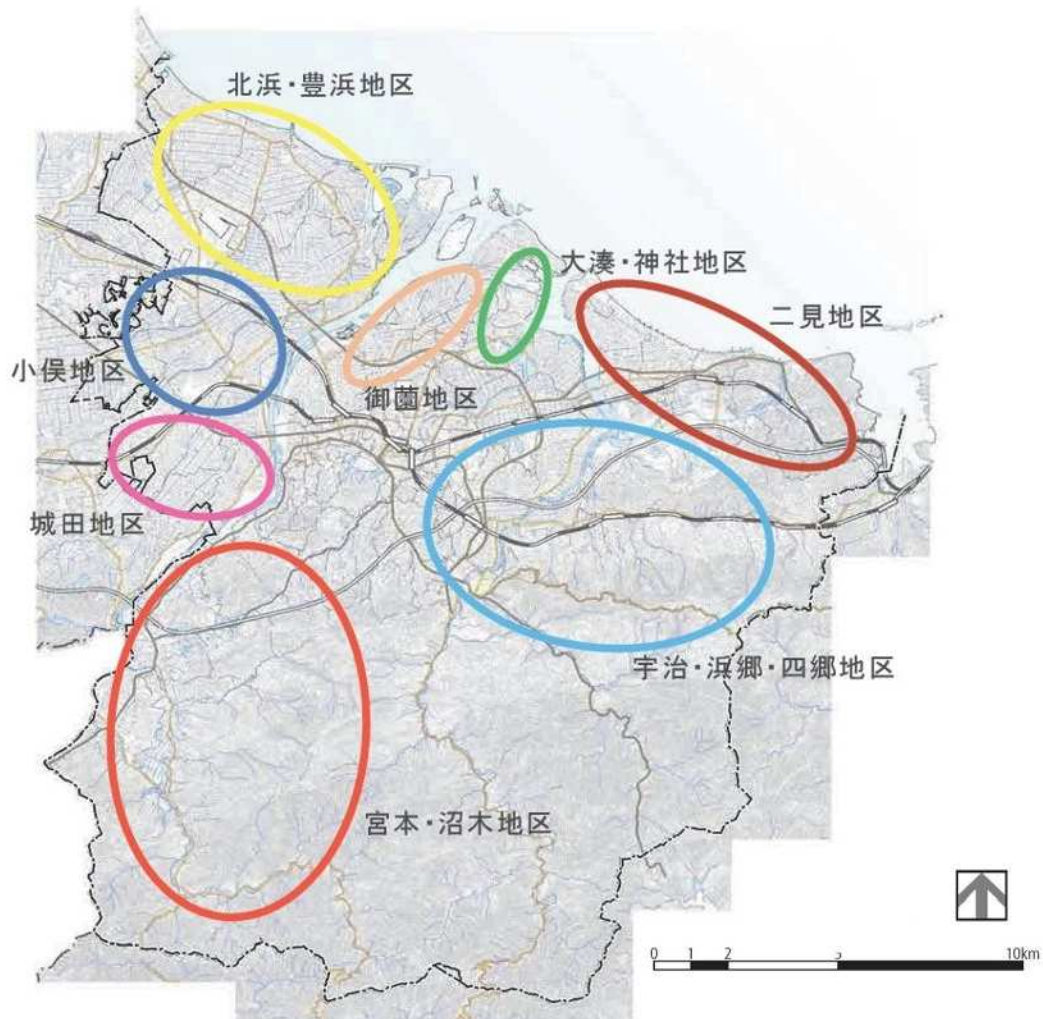 北浜・豊浜地区
大湊・神社地区
二見地区
小俣地区
御薗地区
城田地区
宇治・浜郷・四郷地区
宮本・沼木地区
0 1 2 5 10km